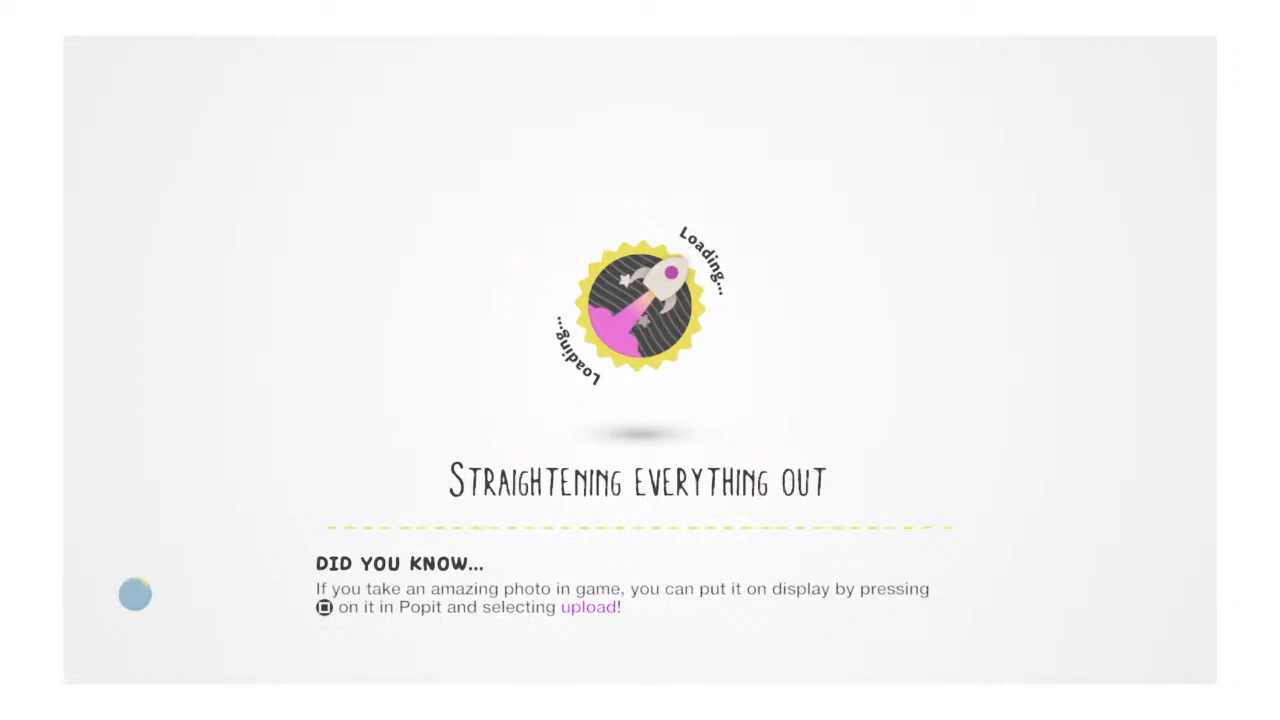 Loading...
Loading...
STRAIGHTENING EVERYTHING OUT
DID YOU KNOW...
If you take an amazing photo in game, you can put it on display by pressing
on it in Popit and selecting upload!